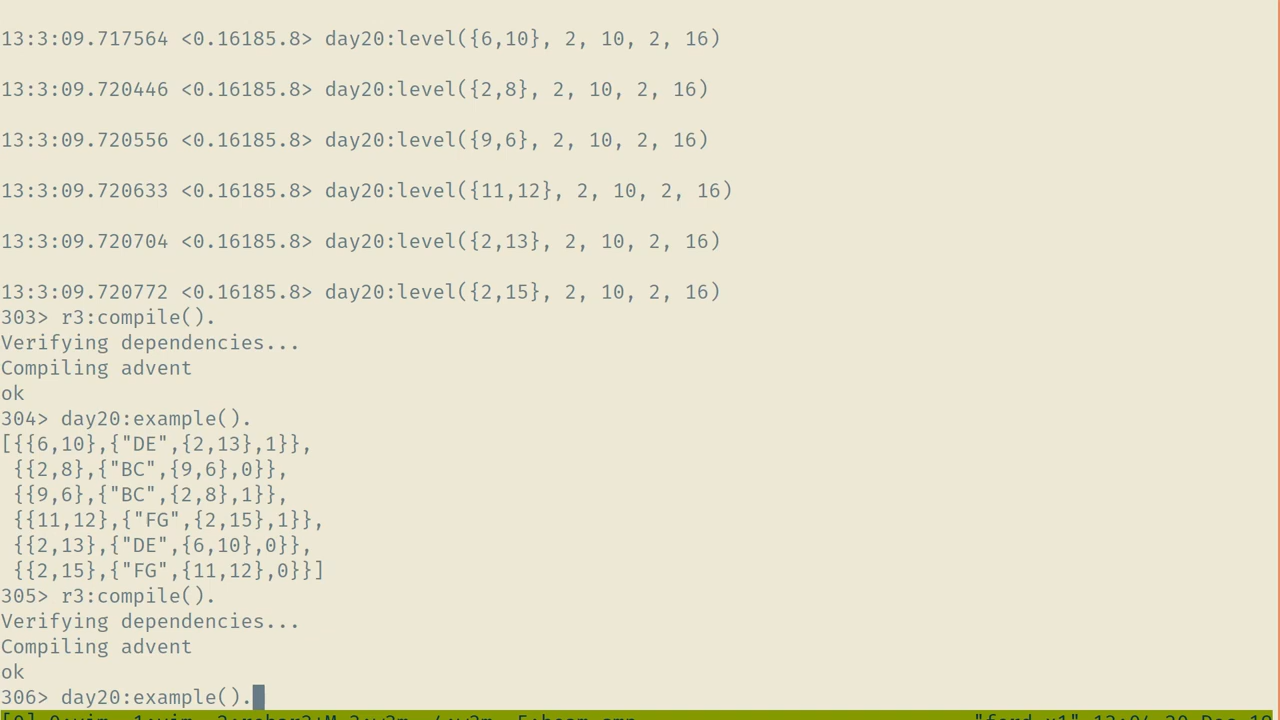 13:3:09.717564 <0.16185.8> day20:level({6,10}, 2, 10, 2, 16)
13:3:09.720446 <0.16185.8> day20:level({2,8}, 2, 10, 2, 16)
13:3:09.720556 <0.16185.8> day20:level({9,6}, 2, 10, 2, 16)
13:3:09.720633 <0.16185.8> day20:level({11,12}, 2, 10, 2, 16)
13:3:09.720704 <0.16185.8> day20:level({2,13}, 2, 10, 2, 16)
13:3:09.720772 <0.16185.8> day20:level({2,15}, 2, 10, 2, 16)
303> r3:compile().
Verifying dependencies...
Compiling advent
ok
304> day20:example().
[{{6,10},{"DE",{2,13},1}},
{{2,8},{"BC",{9,6},0}},
{{9,6},{"BC",{2,8},1}},
{{11,12},{"FG",{2,15},1}},
{{2,13},{"DE",{6,10},0}},
{{2,15},{"FG",{11,12},0}}]
305> r3:compile().
Verifying dependencies...
Compiling advent
ok
306> day20:example().